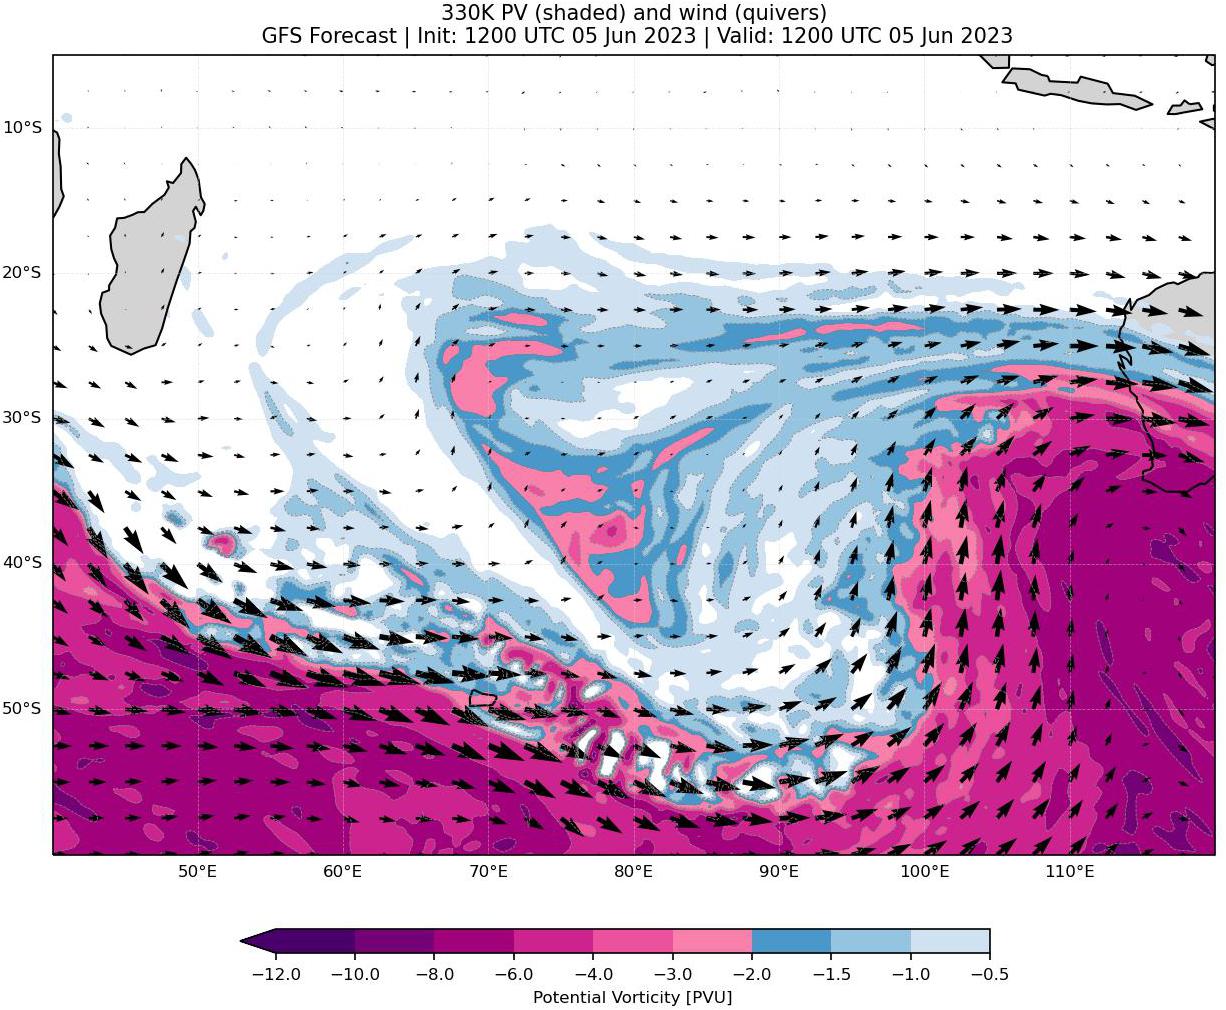 330K PV (shaded) and wind (quivers)
GFS Forecast | Init: 1200 UTC 05 Jun 2023 | Valid: 1200 UTC 05 Jun 2023
10°S
20°S
30°S
40°S
50°S
50°E 60°E 70°E 80°E 90°E 100°E 110°E
−12.0 −10.0 −8.0 −6.0 −4.0 −3.0 −2.0 −1.5 −1.0 −0.5
Potential Vorticity [PVU]